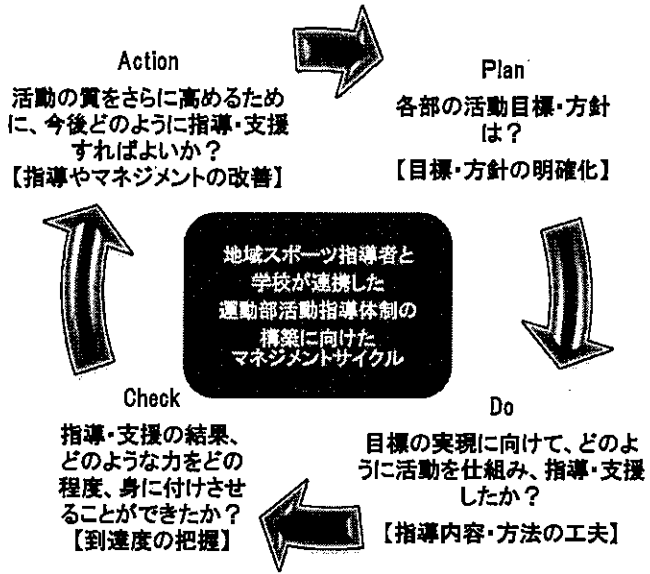 Action
活動の質をさらに高めるため
に、今後どのように指導・支援
すればよいか？
【指導やマネジメントの改善】
Plan
各部の活動目標・方針
は？
【目標・方針の明確化】
地域スポーツ指導者と
学校が連携した
運動部活動指導体制の
構築に向けた
マネジメントサイクル
Check
指導・支援の結果、
どのような力をどの
程度、身に付けさせ
ることができたか？
【到達度の把握】
Do
目標の実現に向けて、どのよ
うに活動を仕組み、指導・支援
したか？
【指導内容・方法の工夫】